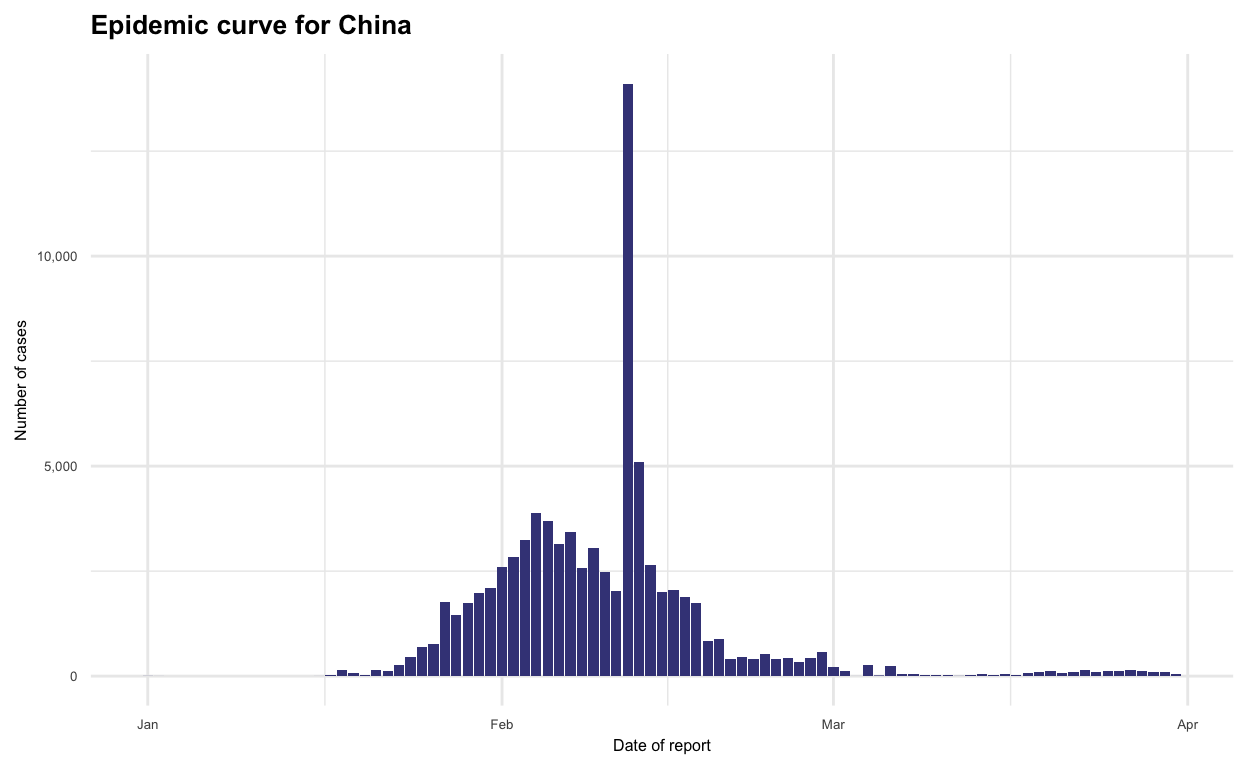 Epidemic curve for China
Number of cases
10,000
5,000
0
Jan Feb Mar Apr
Date of report